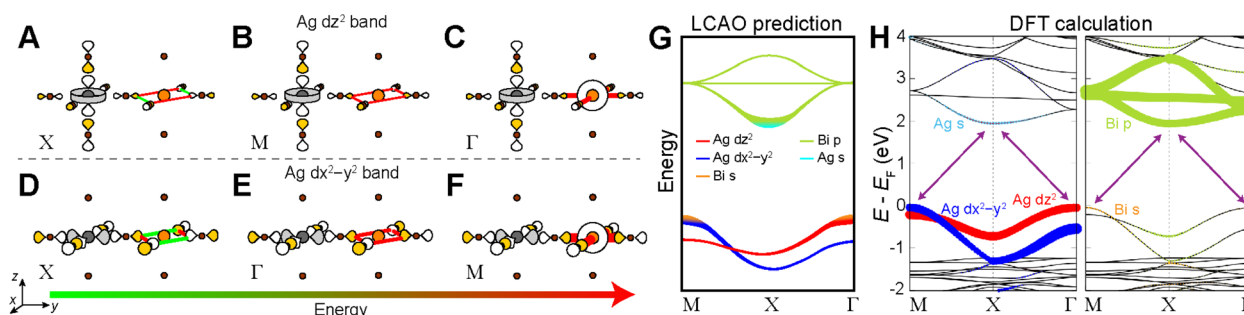 Ag dz² band
A
B
C
X
M
Γ
Ag dx²–y² band
D
E
F
X
Γ
M
z
x
y
Energy
LCAO prediction
G
Energy
Ag dz²
Ag dx²–y²
Bi s
Bi p
Ag s
M
X
Γ
DFT calculation
H
E - E_F (eV)
4
3
2
1
0
-1
-2
Ag s
Bi p
Ag dx²–y²
Ag dz²
Bi s
M
X
Γ
M
X